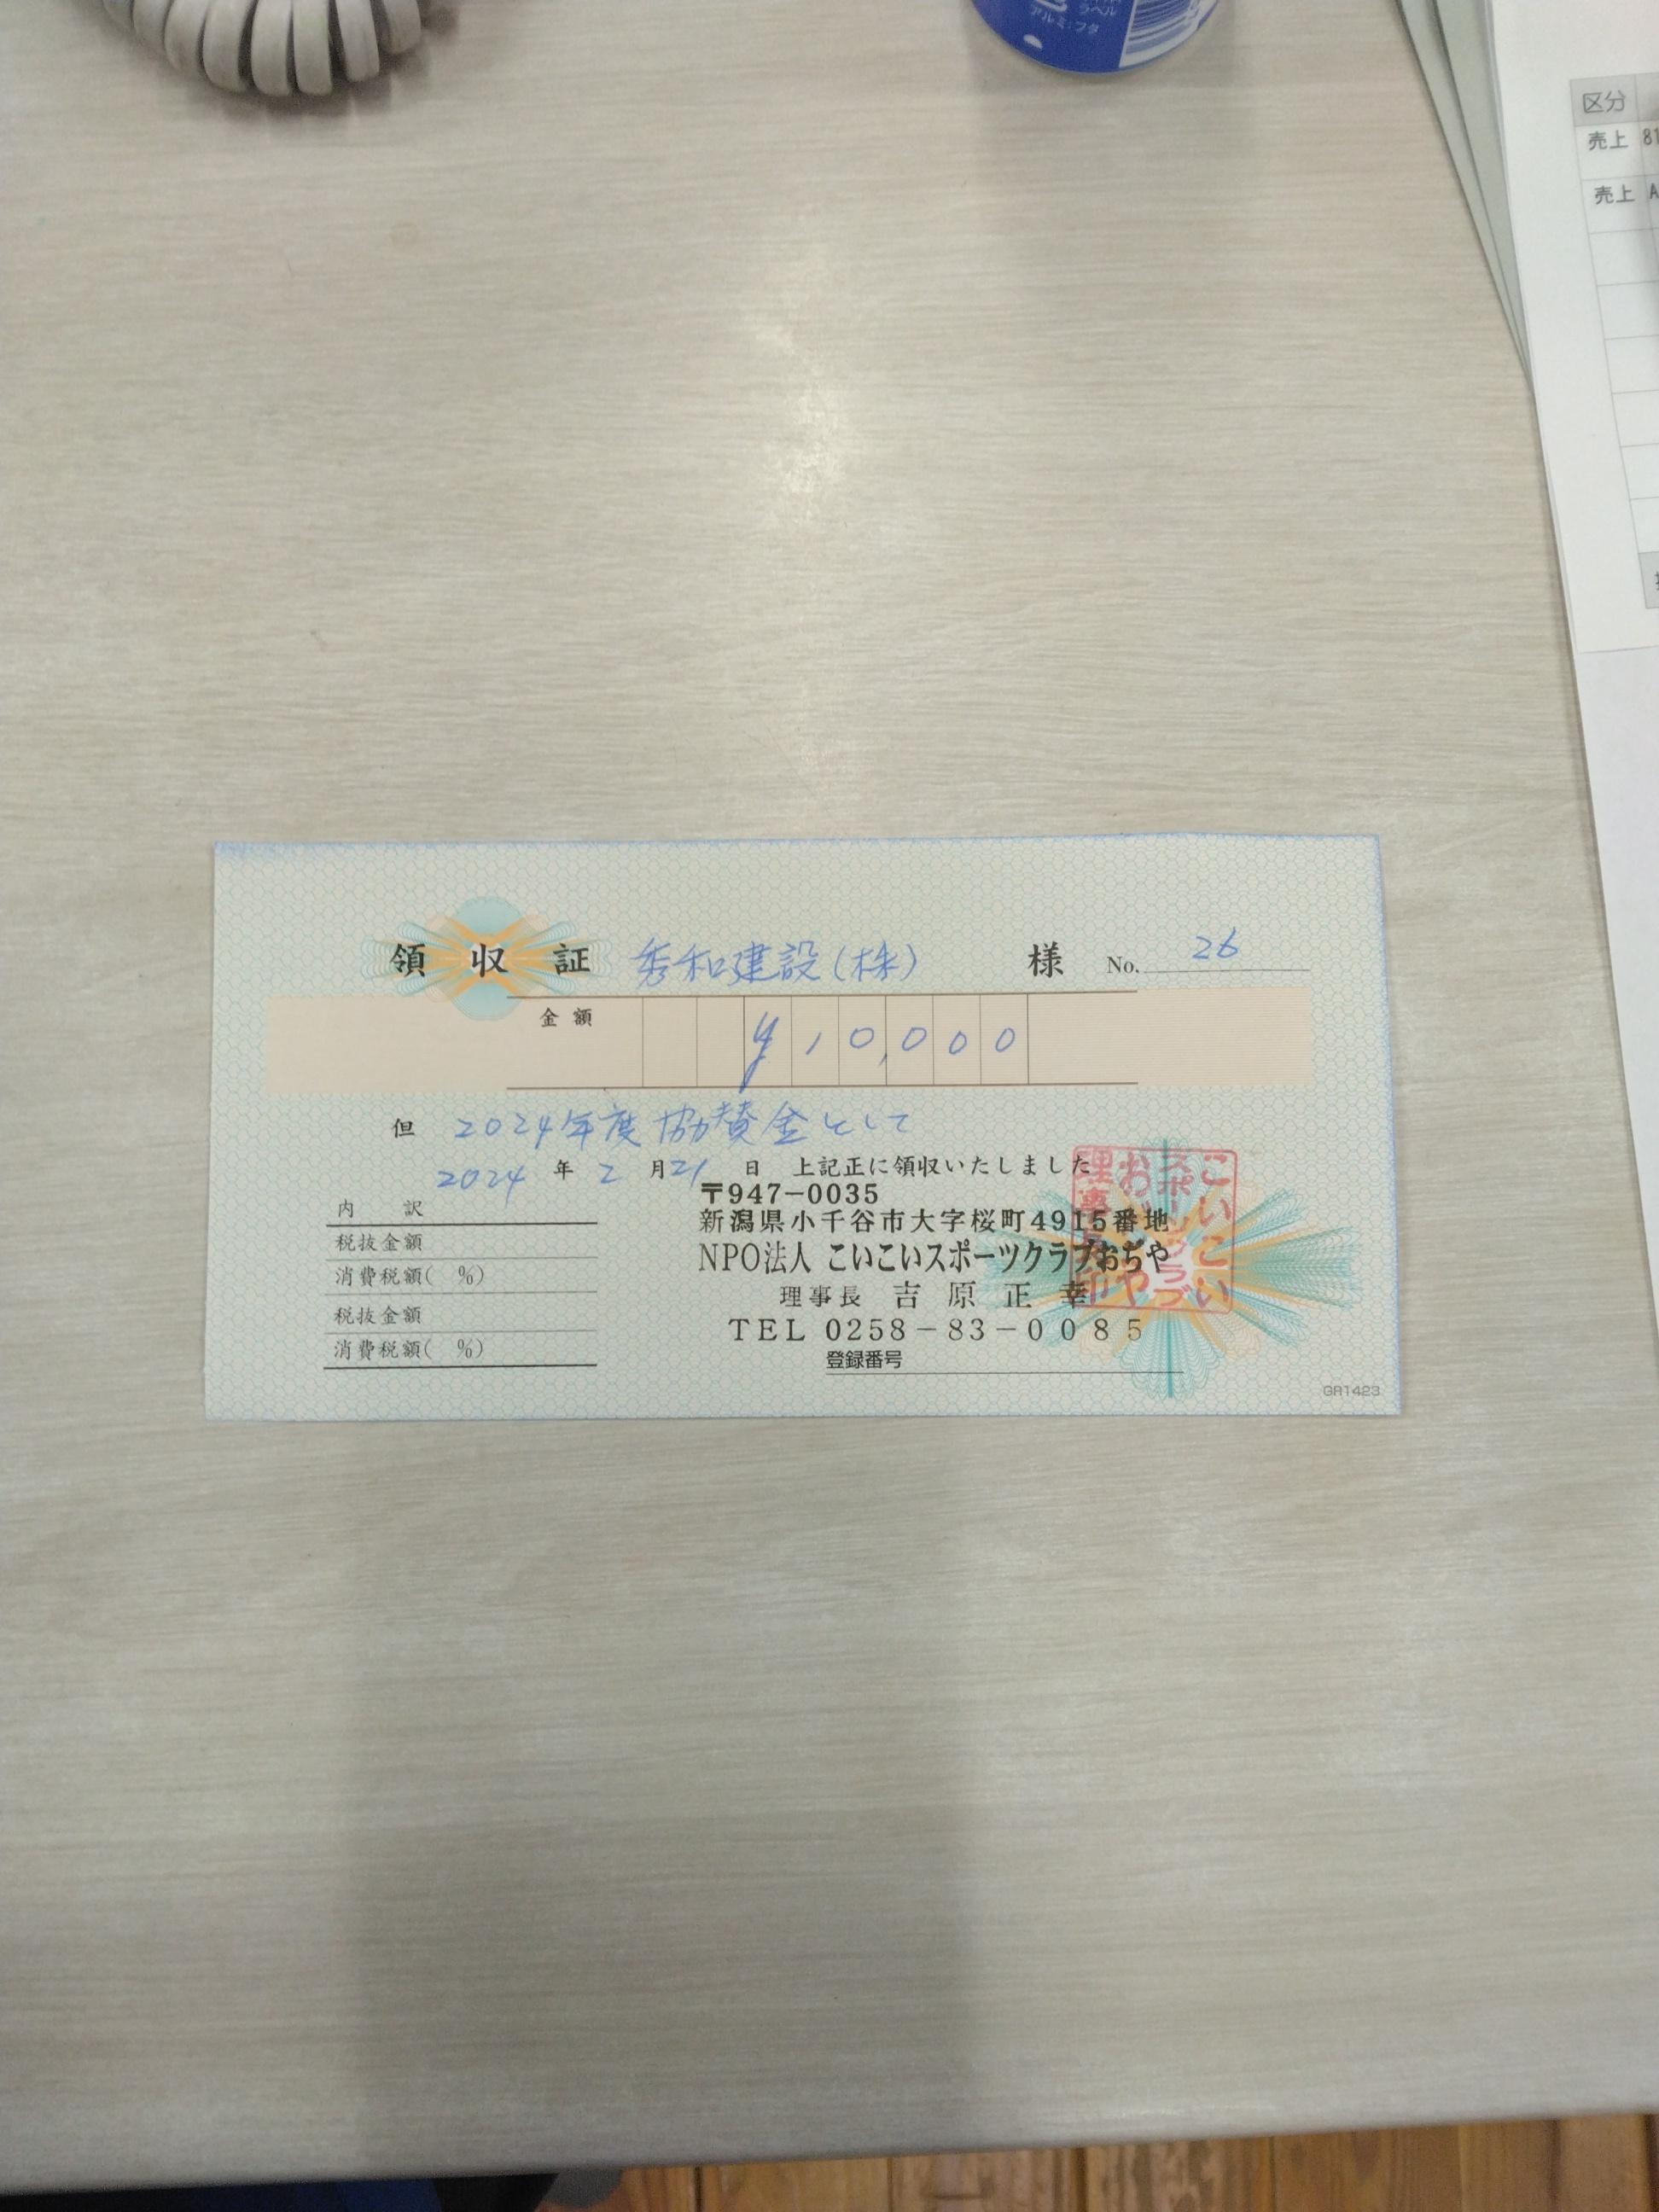 ラベル
アルミ:フタ
区分
売上 81
売上 A
領収証 秀和建設(株) 様 No. 26
金額 ¥10,000
但 2024年度協賛金として
2024年2月21日 上記正に領収いたしました
〒947-0035
新潟県小千谷市大字桜町4915番地
NPO法人 こいこいスポーツクラブおぢや
理事長 吉原正幸
TEL 0258-83-0085
登録番号
内訳
税抜金額
消費税額( %)
税抜金額
消費税額( %)
こいこい
スポーツクラブ
おぢや
理事長印
GR1423